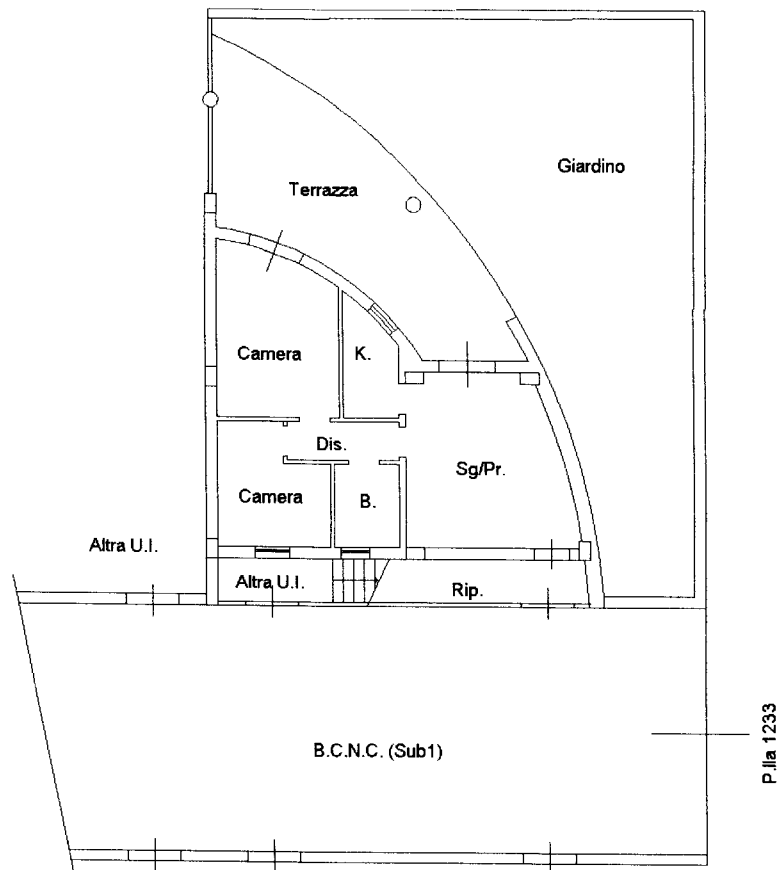 Giardino
Terrazza
Camera
K.
Dis.
Sg/Pr.
Camera
B.
Altra U.I.
Altra U.I.
Rip.
B.C.N.C. (Sub1)
P.lla 1233